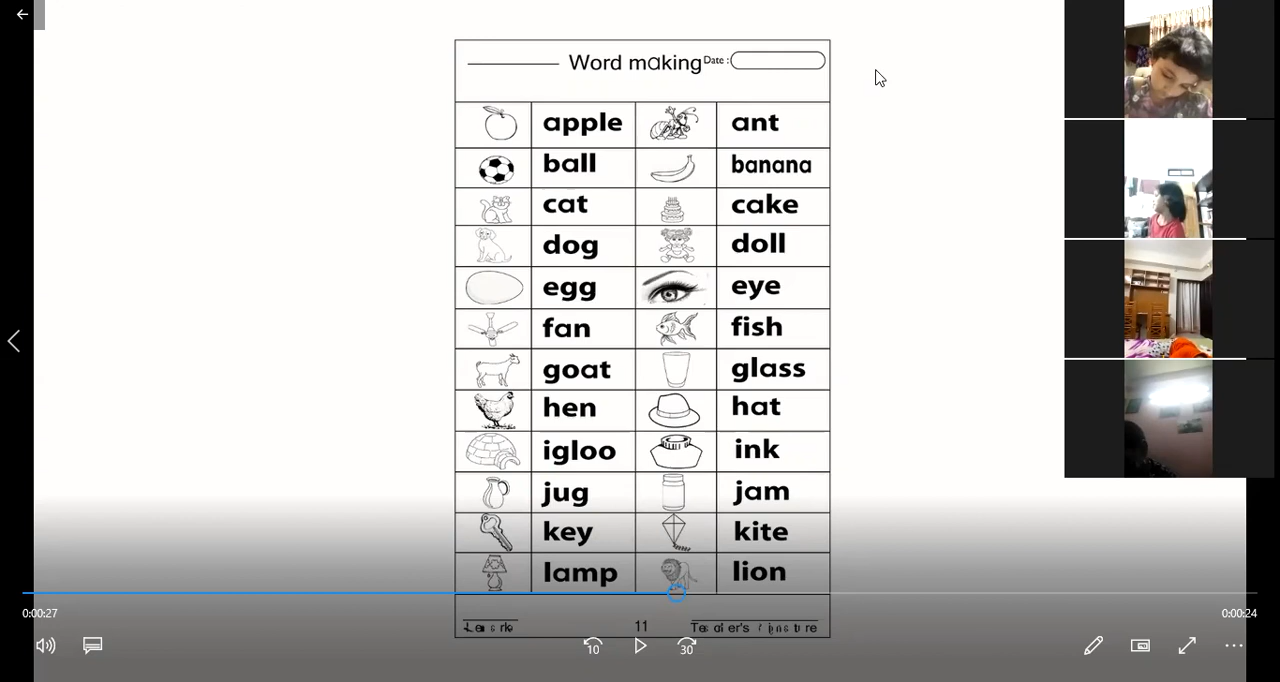 Word making Date :
apple ant
ball banana
cat cake
dog doll
egg eye
fan fish
goat glass
hen hat
igloo ink
jug jam
key kite
lamp lion
11 Teacher's
0:00:27 0:00:24
10 30